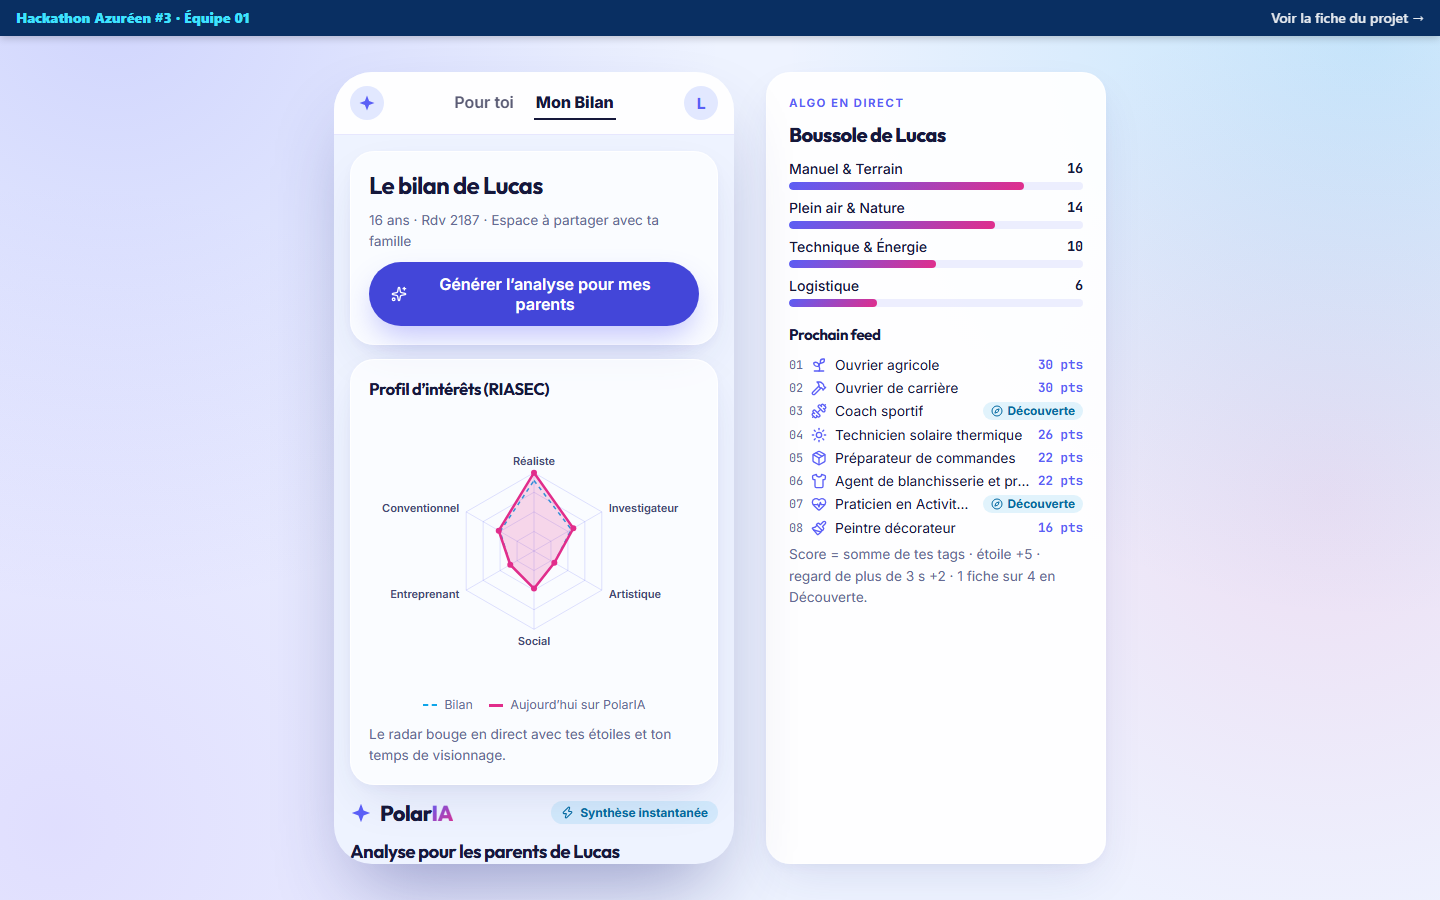 Hackathon Azuréen #3 • Équipe 01
Voir la fiche du projet →
Pour toi
Mon Bilan
L
Le bilan de Lucas
16 ans · Rdv 2187 · Espace à partager avec ta
famille
Générer l’analyse pour mes
parents
Profil d’intérêts (RIASEC)
Réaliste
Conventionnel
Investigateur
Entreprenant
Artistique
Social
Bilan
Aujourd’hui sur PolarIA
Le radar bouge en direct avec tes étoiles et ton
temps de visionnage.
PolarIA
Synthèse instantanée
Analyse pour les parents de Lucas
ALGO EN DIRECT
Boussole de Lucas
Manuel & Terrain 16
Plein air & Nature 14
Technique & Énergie 10
Logistique 6
Prochain feed
01 Ouvrier agricole 30 pts
02 Ouvrier de carrière 30 pts
03 Coach sportif Découverte
04 Technicien solaire thermique 26 pts
05 Préparateur de commandes 22 pts
06 Agent de blanchisserie et pr... 22 pts
07 Praticien en Activit... Découverte
08 Peintre décorateur 16 pts
Score = somme de tes tags · étoile +5 ·
regard de plus de 3 s +2 · 1 fiche sur 4 en
Découverte.